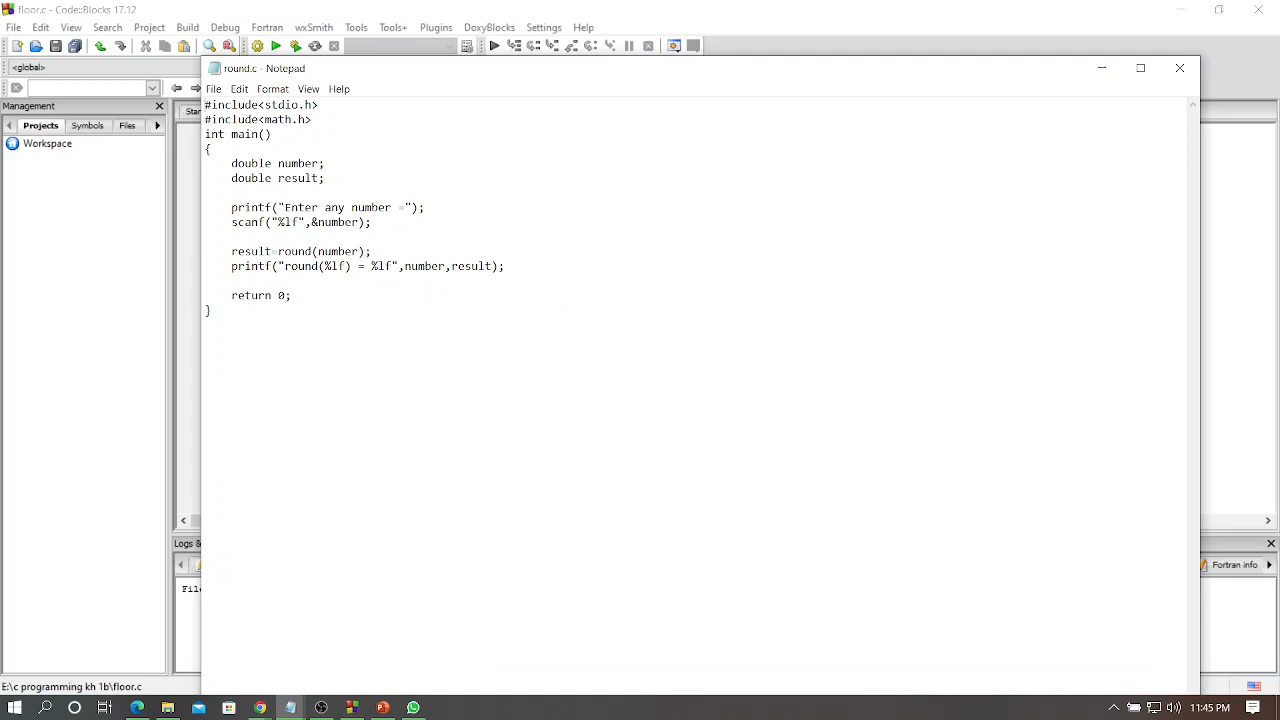 floor.c - Code::Blocks 17.12
File Edit View Search Project Build Debug Fortran wxSmith Tools Tools+ Plugins DoxyBlocks Settings Help
<global>
round.c - Notepad
File Edit Format View Help
Management
Projects Symbols Files
Workspace
Star
#include<stdio.h>
#include<math.h>
int main()
{
double number;
double result;
printf("Enter any number =");
scanf("%lf",&number);
result=round(number);
printf("round(%lf) = %lf",number,result);
return 0;
}
Logs &
Fortran info
File
E:\c programming kh 1b\floor.c
11:45 PM